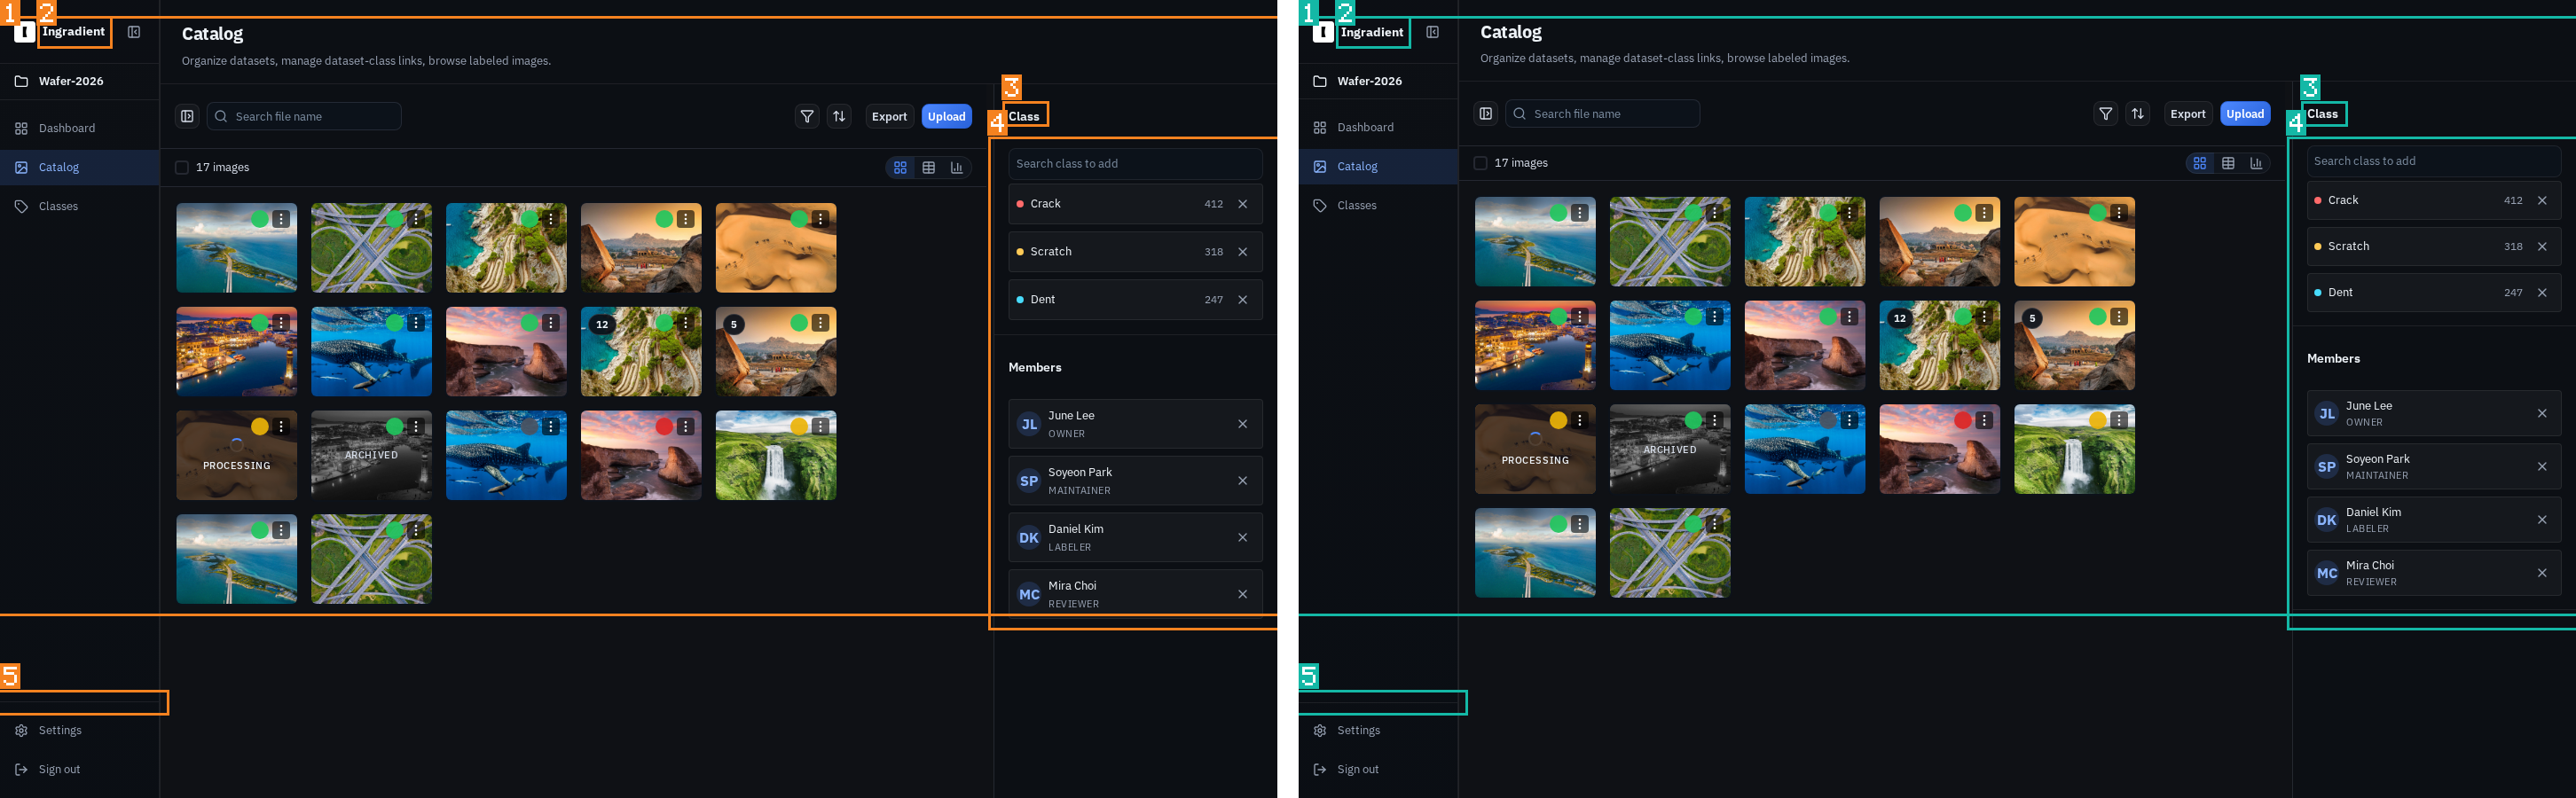 1 2
Ingradient
Catalog
Organize datasets, manage dataset-class links, browse labeled images.
Wafer-2026
3
4
Search file name
Export
Upload
Class
Dashboard
Catalog
Classes
17 images
Search class to add
Crack 412
Scratch 318
Dent 247
12
5
Members
June Lee
OWNER
Soyeon Park
MAINTAINER
Daniel Kim
LABELER
Mira Choi
REVIEWER
JL
SP
DK
MC
PROCESSING
ARCHIVED
5
Settings
Sign out
1 2
Ingradient
Catalog
Organize datasets, manage dataset-class links, browse labeled images.
Wafer-2026
3
4
Search file name
Export
Upload
Class
Dashboard
Catalog
Classes
17 images
Search class to add
Crack 412
Scratch 318
Dent 247
12
5
Members
June Lee
OWNER
Soyeon Park
MAINTAINER
Daniel Kim
LABELER
Mira Choi
REVIEWER
JL
SP
DK
MC
PROCESSING
ARCHIVED
5
Settings
Sign out